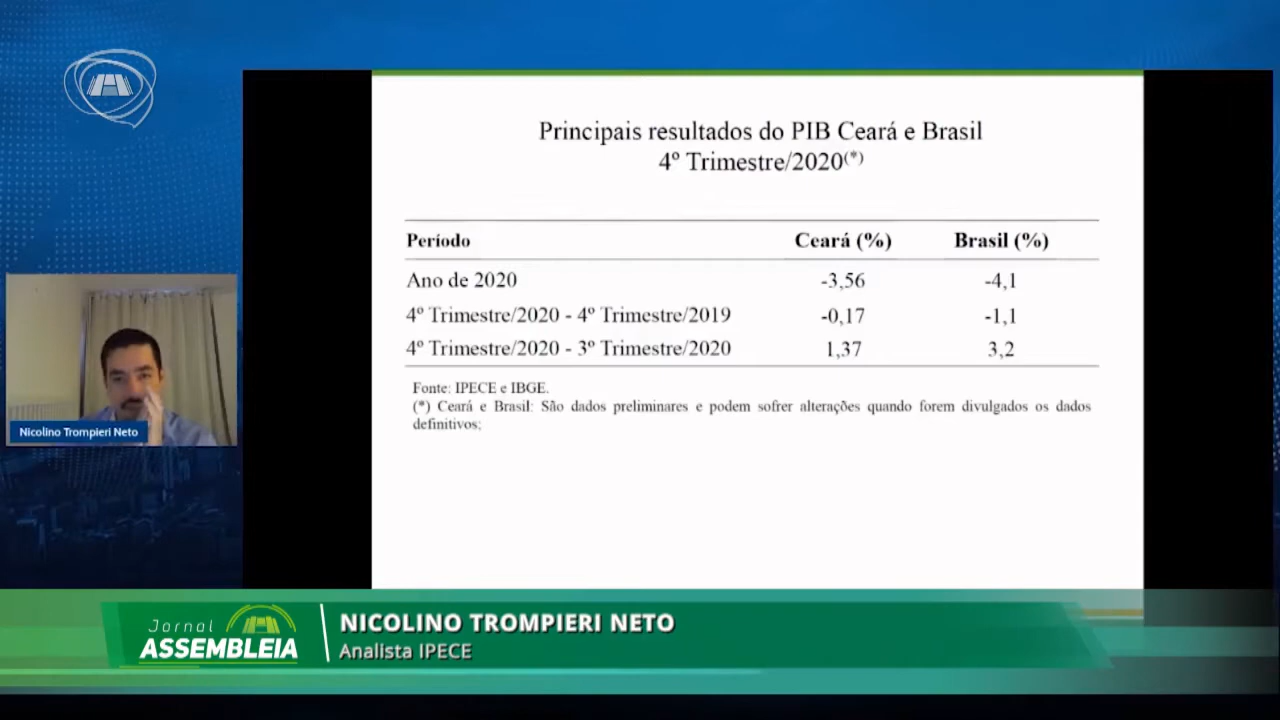 Principais resultados do PIB Ceará e Brasil
4º Trimestre/2020(*)
Período Ceará (%) Brasil (%)
Ano de 2020 -3,56 -4,1
4º Trimestre/2020 - 4º Trimestre/2019 -0,17 -1,1
4º Trimestre/2020 - 3º Trimestre/2020 1,37 3,2
Fonte: IPECE e IBGE.
(*) Ceará e Brasil: São dados preliminares e podem sofrer alterações quando forem divulgados os dados
definitivos;
Nicolino Trompieri Neto
Jornal
ASSEMBLEIA
NICOLINO TROMPIERI NETO
Analista IPECE